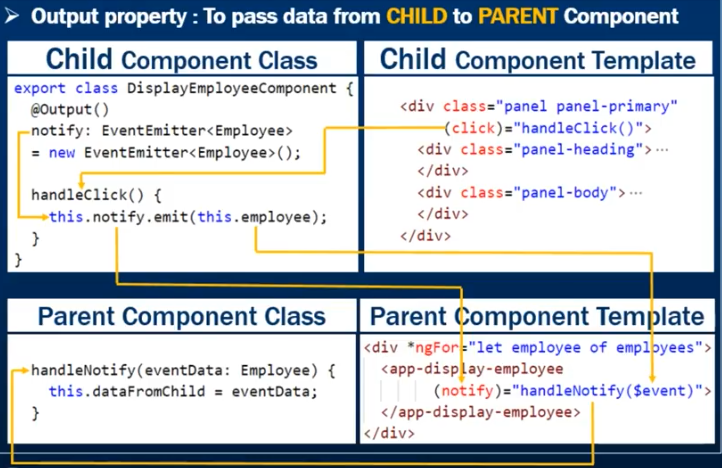 ➢ Output property : To pass data from CHILD to PARENT Component
Child Component Class
export class DisplayEmployeeComponent {
@Output()
notify: EventEmitter<Employee>
= new EventEmitter<Employee>();
handleClick() {
this.notify.emit(this.employee);
}
}
Child Component Template
<div class="panel panel-primary"
(click)="handleClick()">
<div class="panel-heading">...
</div>
<div class="panel-body">...
</div>
</div>
Parent Component Class
handleNotify(eventData: Employee) {
this.dataFromChild = eventData;
}
Parent Component Template
<div *ngFor="let employee of employees">
<app-display-employee
(notify)="handleNotify($event)">
</app-display-employee>
</div>